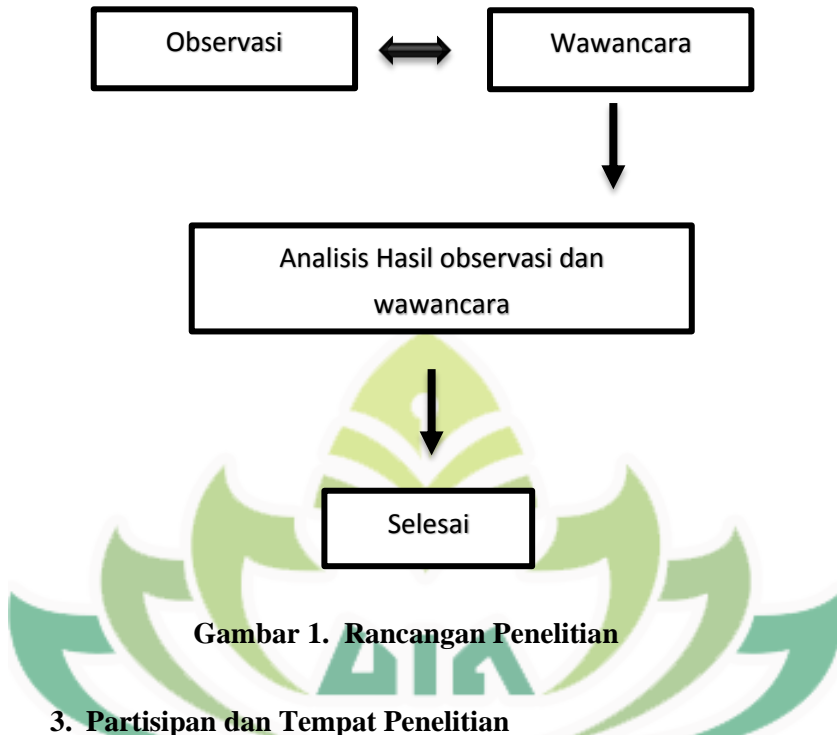 Observasi
Wawancara
Analisis Hasil observasi dan
wawancara
Selesai
Gambar 1. Rancangan Penelitian
3. Partisipan dan Tempat Penelitian